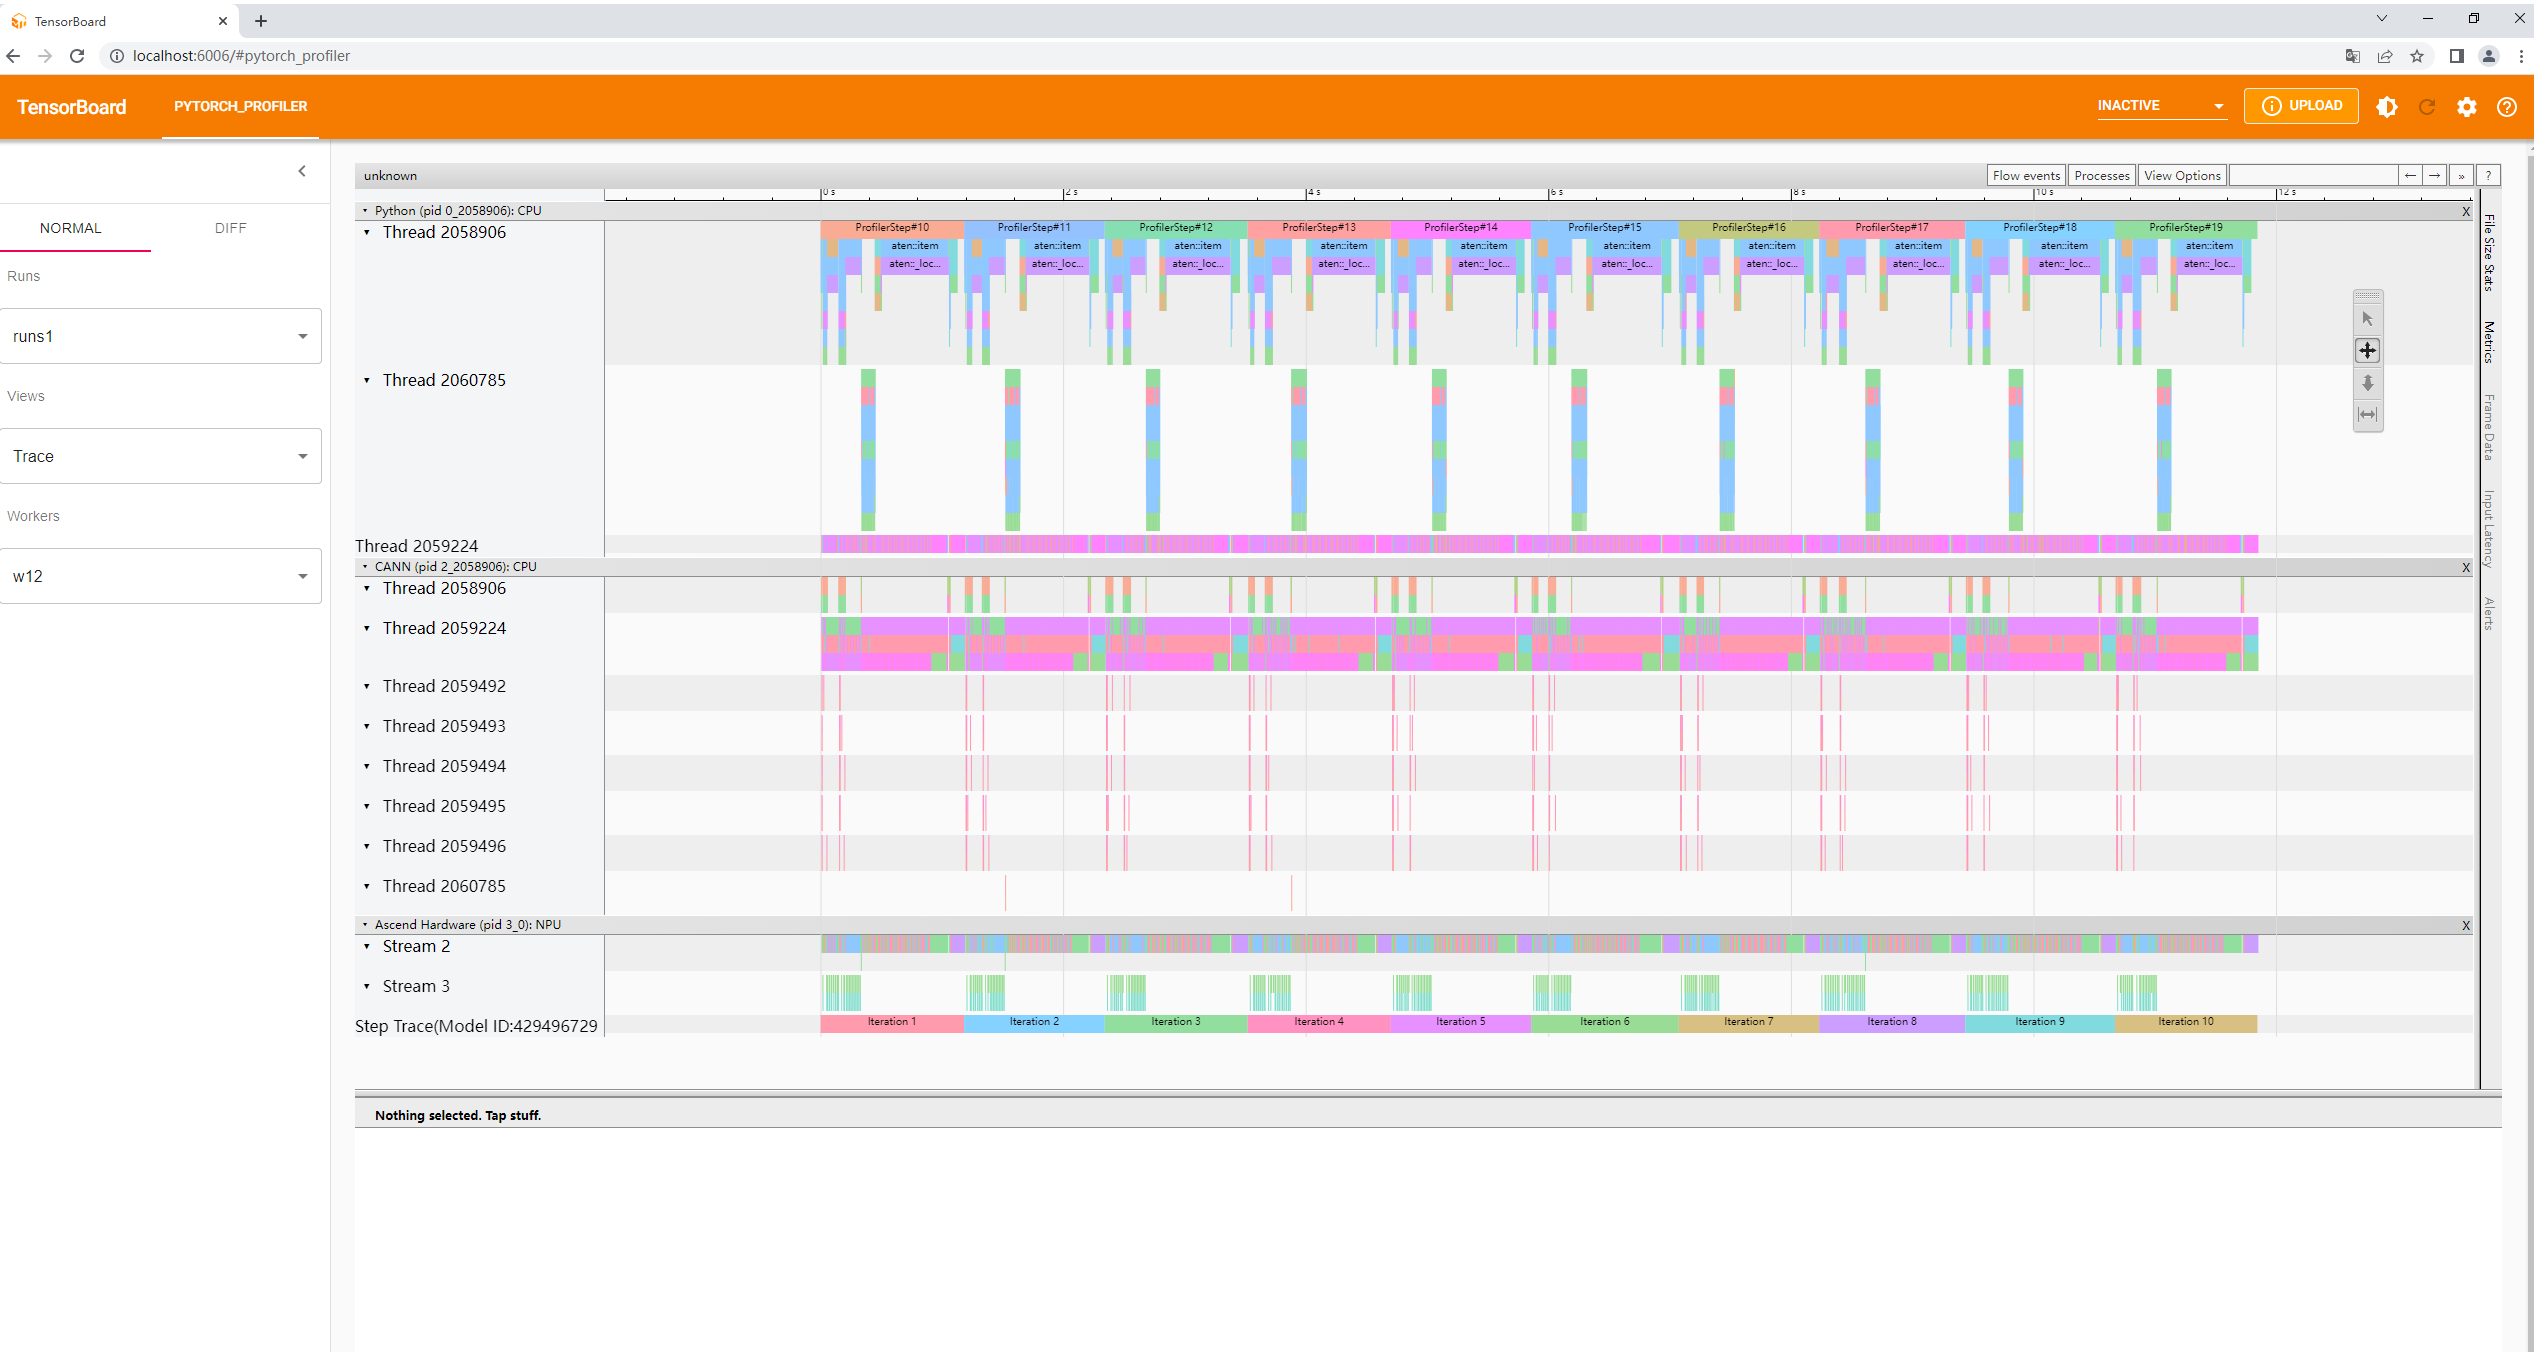 TensorBoard
localhost:6006/#pytorch_profiler
TensorBoard PYTORCH_PROFILER INACTIVE UPLOAD
NORMAL DIFF
Runs
runs1
Views
Trace
Workers
w12
unknown Flow events Processes View Options ← → » ?
0 s 2 s 4 s 6 s 8 s 10 s 12 s
Python (pid 0_2058906): CPU X
Thread 2058906
ProfilerStep#10 ProfilerStep#11 ProfilerStep#12 ProfilerStep#13 ProfilerStep#14 ProfilerStep#15 ProfilerStep#16 ProfilerStep#17 ProfilerStep#18 ProfilerStep#19
aten::item aten::item aten::item aten::item aten::item aten::item aten::item aten::item aten::item aten::item
aten::_loc... aten::_loc... aten::_loc... aten::_loc... aten::_loc... aten::_loc... aten::_loc... aten::_loc... aten::_loc... aten::_loc...
Thread 2060785
Thread 2059224
CANN (pid 2_2058906): CPU X
Thread 2058906
Thread 2059224
Thread 2059492
Thread 2059493
Thread 2059494
Thread 2059495
Thread 2059496
Thread 2060785
Ascend Hardware (pid 3_0): NPU X
Stream 2
Stream 3
Step Trace(Model ID:429496729
Iteration 1 Iteration 2 Iteration 3 Iteration 4 Iteration 5 Iteration 6 Iteration 7 Iteration 8 Iteration 9 Iteration 10
File Size Stats
Metrics
Frame Data
Input Latency
Alerts
Nothing selected. Tap stuff.